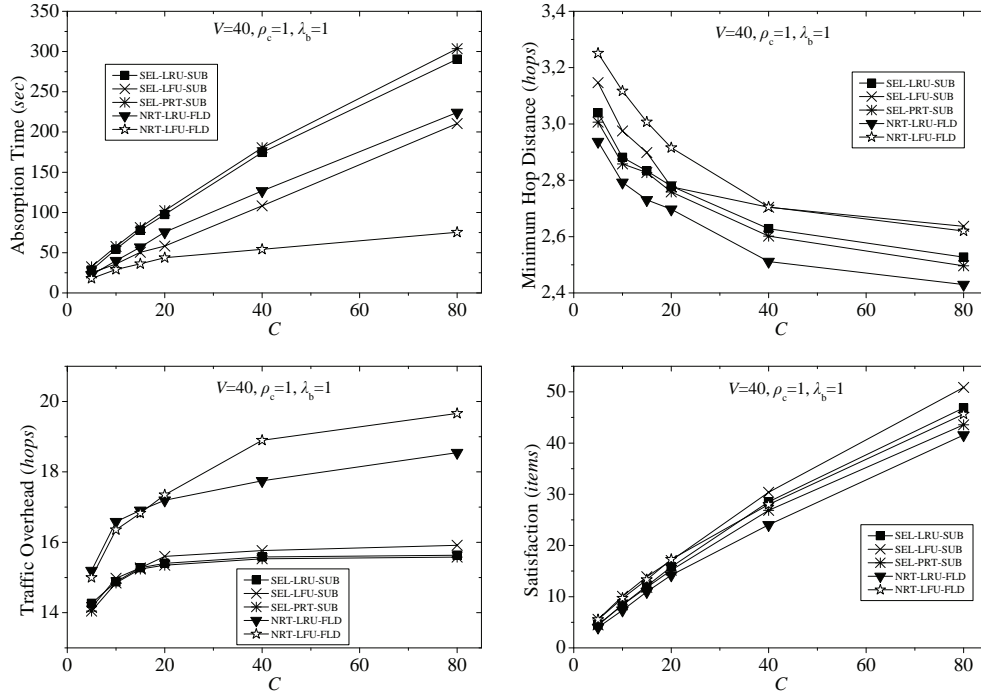 V=40, ρc=1, λb=1
350
300
250
200
150
100
50
0
Absorption Time (sec)
SEL-LRU-SUB
SEL-LFU-SUB
SEL-PRT-SUB
NRT-LRU-FLD
NRT-LFU-FLD
0 20 40 60 80
C
V=40, ρc=1, λb=1
3,4
3,2
3,0
2,8
2,6
2,4
Minimum Hop Distance (hops)
SEL-LRU-SUB
SEL-LFU-SUB
SEL-PRT-SUB
NRT-LRU-FLD
NRT-LFU-FLD
0 20 40 60 80
C
V=40, ρc=1, λb=1
20
18
16
14
Traffic Overhead (hops)
SEL-LRU-SUB
SEL-LFU-SUB
SEL-PRT-SUB
NRT-LRU-FLD
NRT-LFU-FLD
0 20 40 60 80
C
V=40, ρc=1, λb=1
50
40
30
20
10
0
Satisfaction (items)
SEL-LRU-SUB
SEL-LFU-SUB
SEL-PRT-SUB
NRT-LRU-FLD
NRT-LFU-FLD
0 20 40 60 80
C